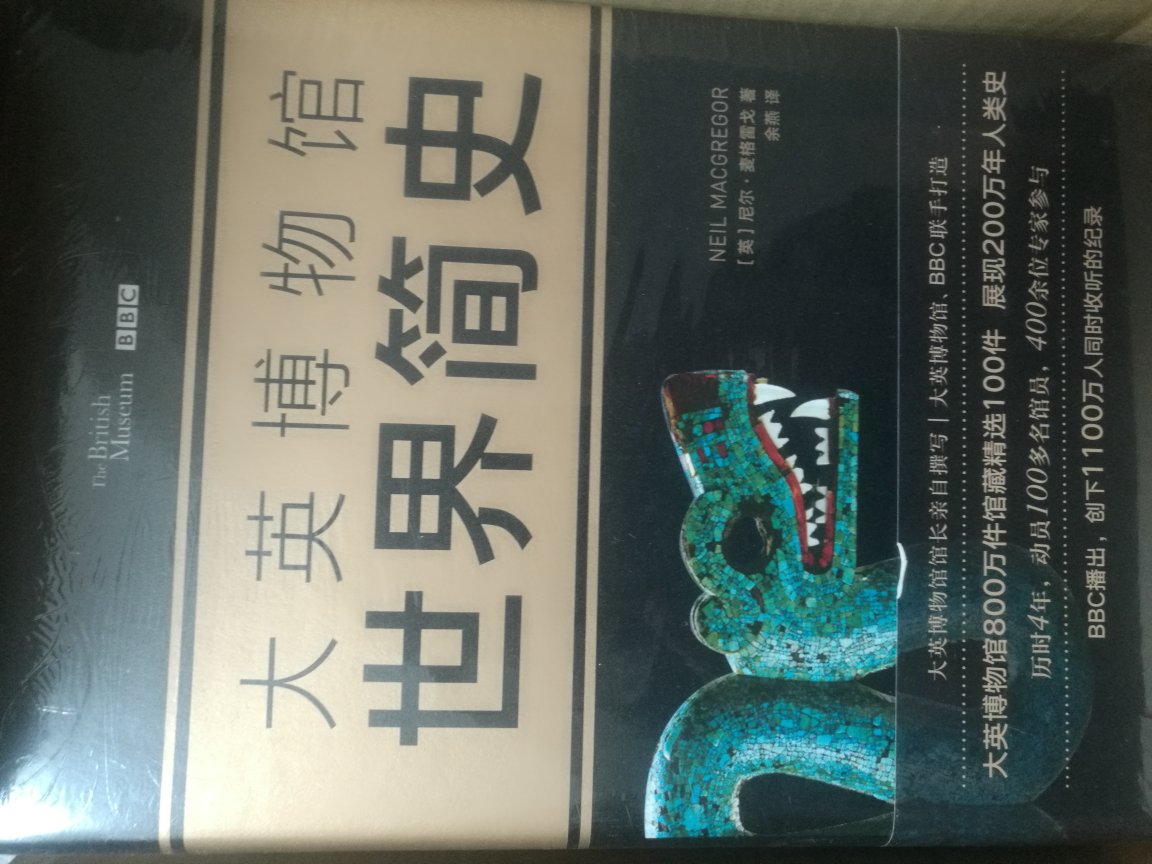 The British
Museum
BBC
大英博物馆
世界简史
NEIL MACGREGOR
[英] 尼尔·麦格雷戈 著
余燕 译
大英博物馆馆长亲自撰写｜大英博物馆、BBC联手打造
大英博物馆800万件馆藏精选100件 展现200万年人类史
历时4年，动员100多名馆员，400余位专家参与
BBC播出，创下1100万人同时收听的纪录